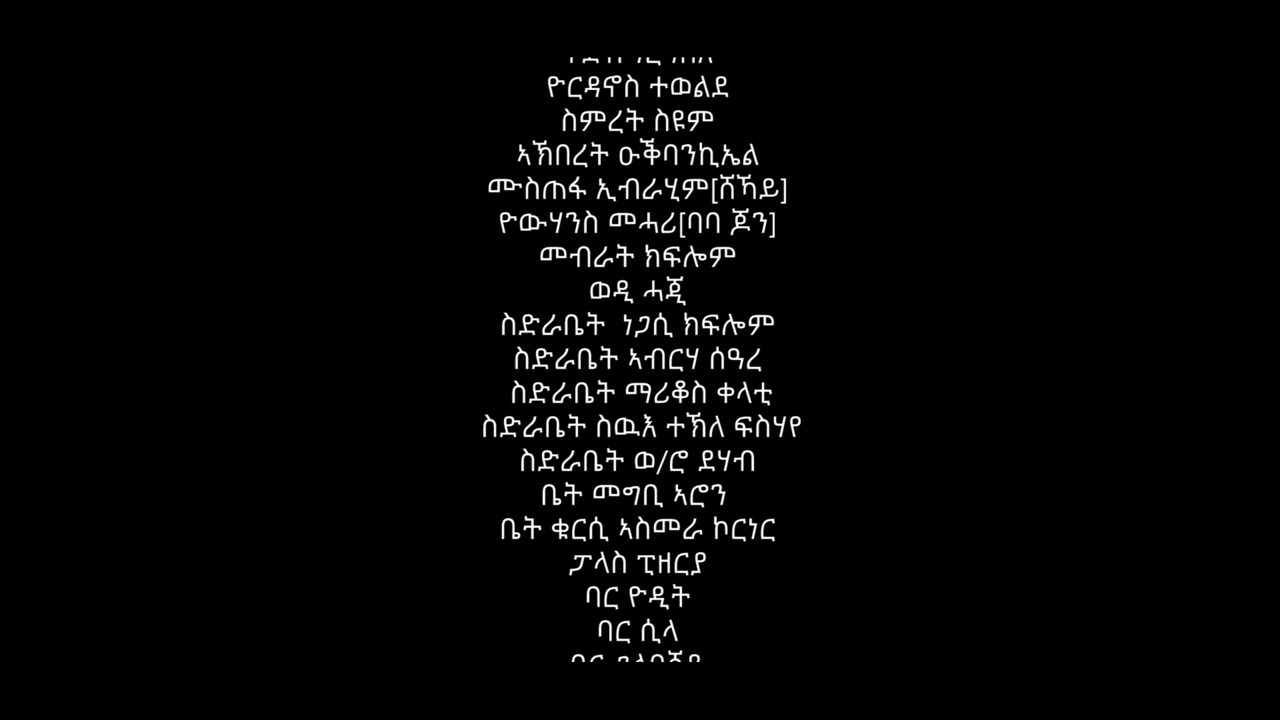 ዮርዳኖስ ተወልደ
ስምረት ስዩም
ኣኽበረት ዑቕባንኪኤል
ሙስጠፋ ኢብራሂም[ሸኻይ]
ዮውሃንስ መሓሪ[ባባ ጆን]
መብራት ክፍሎም
ወዲ ሓጂ
ስድራቤት ነጋሲ ክፍሎም
ስድራቤት ኣብርሃ ሰዓረ
ስድራቤት ማሪቆስ ቀላቲ
ስድራቤት ስዉእ ተኽለ ፍስሃየ
ስድራቤት ወ/ሮ ደሃብ
ቤት መግቢ ኣሮን
ቤት ቁርሲ ኣስመራ ኮርነር
ፓላስ ፒዘርያ
ባር ዮዲት
ባር ሲላ